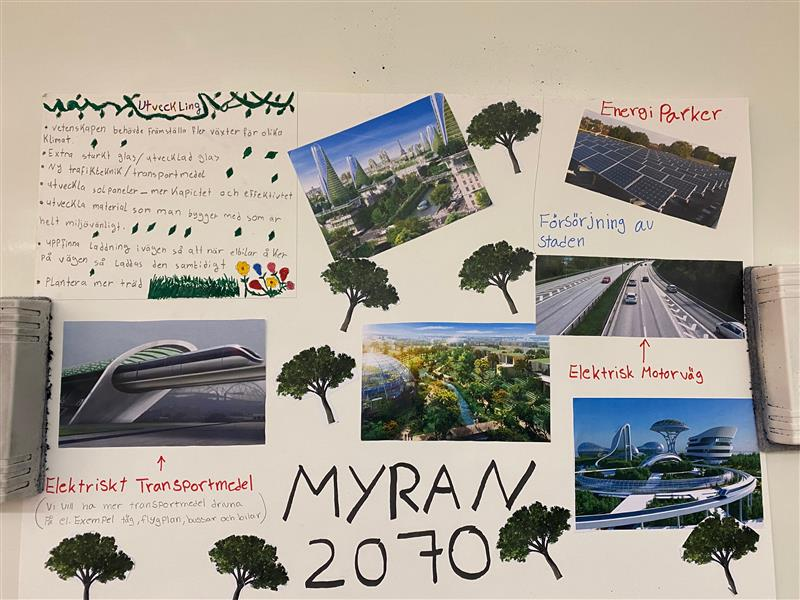 Utveckling
• vetenskapen behövde framställa fler växter för olika
klimat.
• Extra starkt glas/utvecklad glas
• Ny trafikteknik/transportmedel
• utveckla solpaneler – mer kapictet och effektivtet
• utveckla material som man bygger med som är
helt miljövänligt.
• uppfinna laddning i vägen så att när elbilar åker
på vägen så laddas den samtidigt
• Plantera mer träd
Energi Parker
Försörjning av
staden
Elektrisk Motorväg
Elektriskt Transportmedel
(Vi vill ha mer transportmedel drivna
På el. Exempel tåg, flygplan, bussar och bilar)
MYRAN
2070